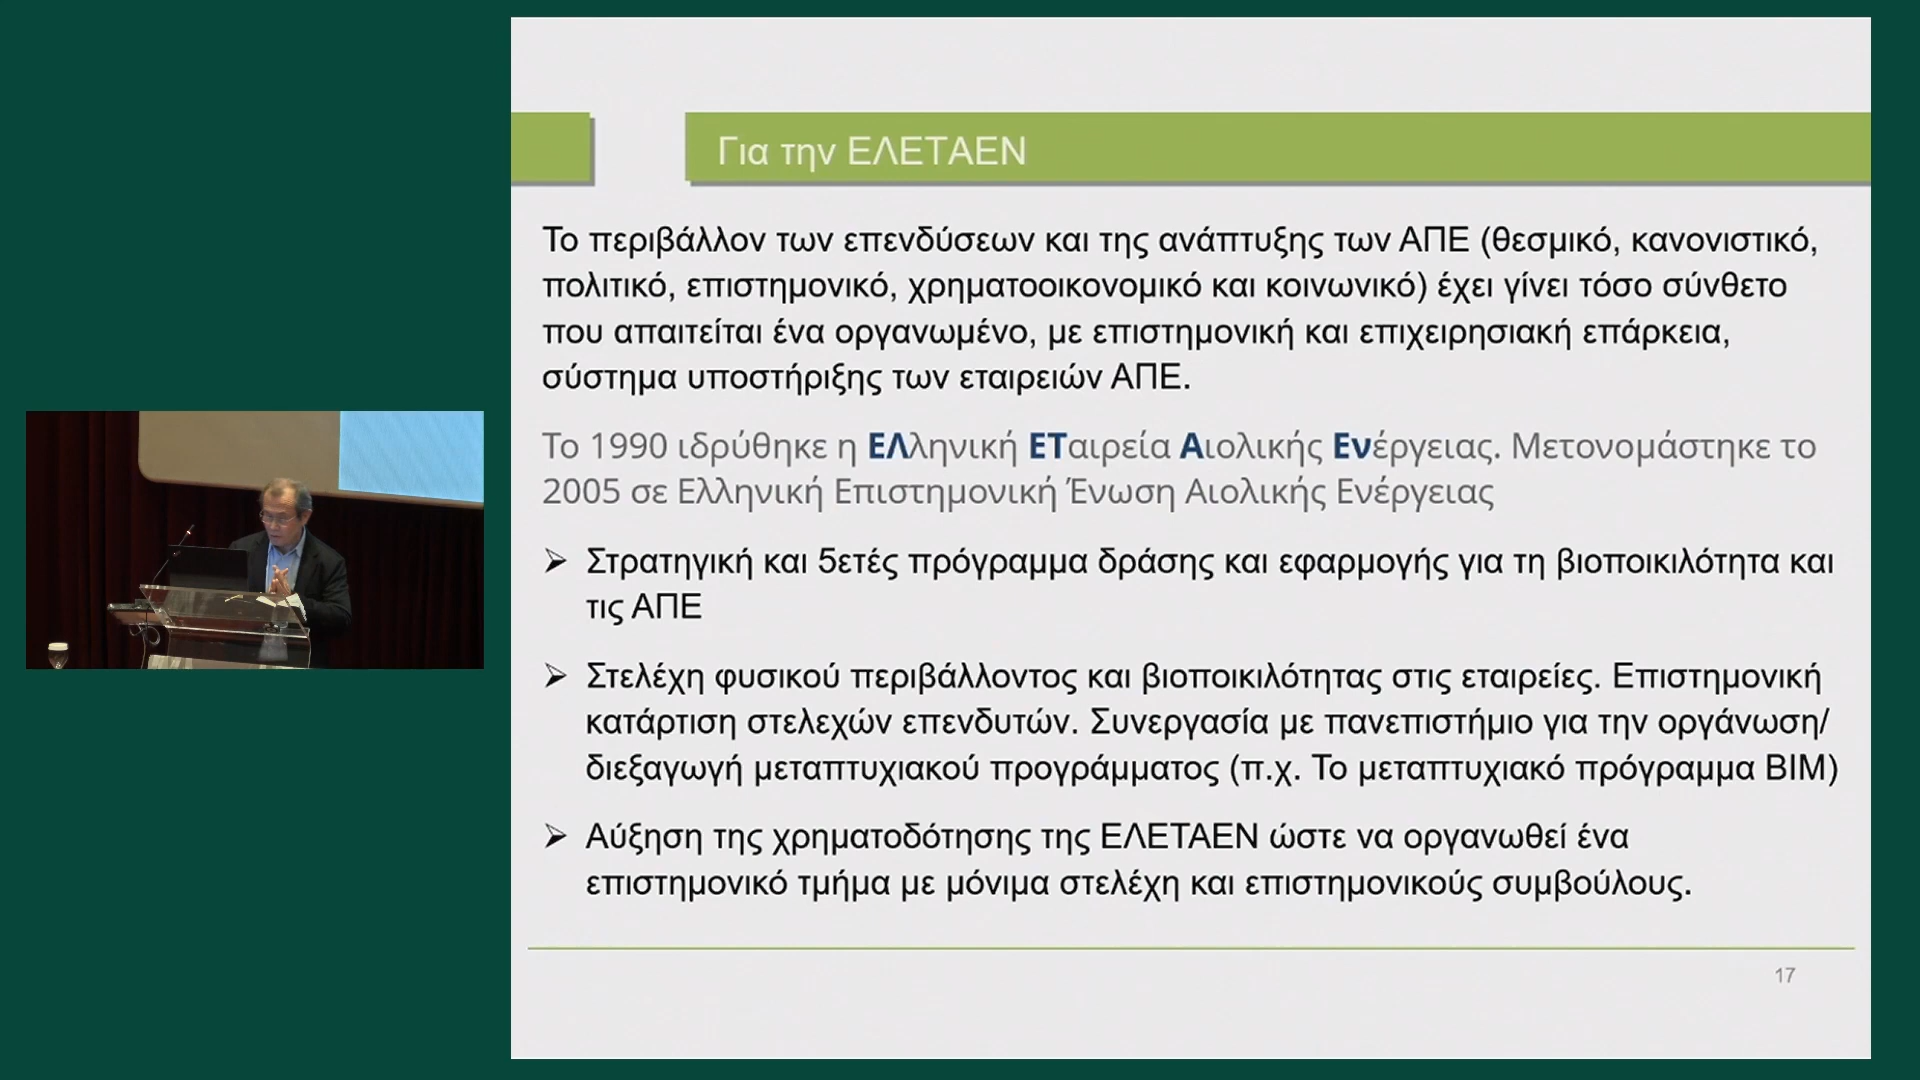 Για την ΕΛΕΤΑΕΝ
Το περιβάλλον των επενδύσεων και της ανάπτυξης των ΑΠΕ (θεσμικό, κανονιστικό,
πολιτικό, επιστημονικό, χρηματοοικονομικό και κοινωνικό) έχει γίνει τόσο σύνθετο
που απαιτείται ένα οργανωμένο, με επιστημονική και επιχειρησιακή επάρκεια,
σύστημα υποστήριξης των εταιρειών ΑΠΕ.
Το 1990 ιδρύθηκε η ΕΛληνική ΕΤαιρεία Αιολικής Ενέργειας. Μετονομάστηκε το
2005 σε Ελληνική Επιστημονική Ένωση Αιολικής Ενέργειας
➢ Στρατηγική και 5ετές πρόγραμμα δράσης και εφαρμογής για τη βιοποικιλότητα και
τις ΑΠΕ
➢ Στελέχη φυσικού περιβάλλοντος και βιοποικιλότητας στις εταιρείες. Επιστημονική
κατάρτιση στελεχών επενδυτών. Συνεργασία με πανεπιστήμιο για την οργάνωση/
διεξαγωγή μεταπτυχιακού προγράμματος (π.χ. Το μεταπτυχιακό πρόγραμμα BIM)
➢ Αύξηση της χρηματοδότησης της ΕΛΕΤΑΕΝ ώστε να οργανωθεί ένα
επιστημονικό τμήμα με μόνιμα στελέχη και επιστημονικούς συμβούλους.
17